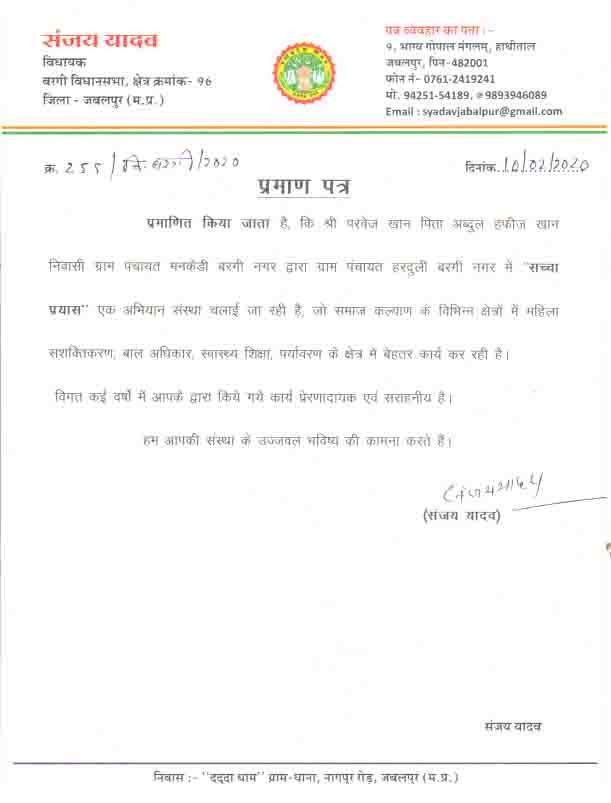 संजय यादव
विधायक
बरगी विधानसभा, क्षेत्र क्रमांक- 96
जिला - जबलपुर (म.प्र.)
पत्र व्यवहार का पता :-
९, भाग्य गोपाल मंगलम्, हाथीताल
जबलपुर, पिन-482001
फोन नं- 0761-2419241
मो. 94251-54189, 9893946089
Email : syadavjabalpur@gmail.com
क्र. 255/वि. बरगी/2020
दिनांक 10/02/2020
प्रमाण पत्र
प्रमाणित किया जाता है, कि श्री परवेज खान पिता अब्दुल हफीज खान
निवासी ग्राम पंचायत मनकेडी बरगी नगर द्वारा ग्राम पंचायत हरदुली बरगी नगर में "सच्चा
प्रयास" एक अभियान संस्था चलाई जा रही है, जो समाज कल्याण के विभिन्न क्षेत्रों में महिला
सशक्तिकरण, बाल अधिकार, स्वास्थ्य शिक्षा, पर्यावरण के क्षेत्र में बेहतर कार्य कर रही है।
विगत कई वर्षों में आपके द्वारा किये गये कार्य प्रेरणादायक एवं सराहनीय है।
हम आपकी संस्था के उज्जवल भविष्य की कामना करते हैं।
संजय यादव
(संजय यादव)
संजय यादव
निवास :- "दद्दा धाम" ग्राम-धाना, नागपुर रोड़, जबलपुर (म.प्र.)